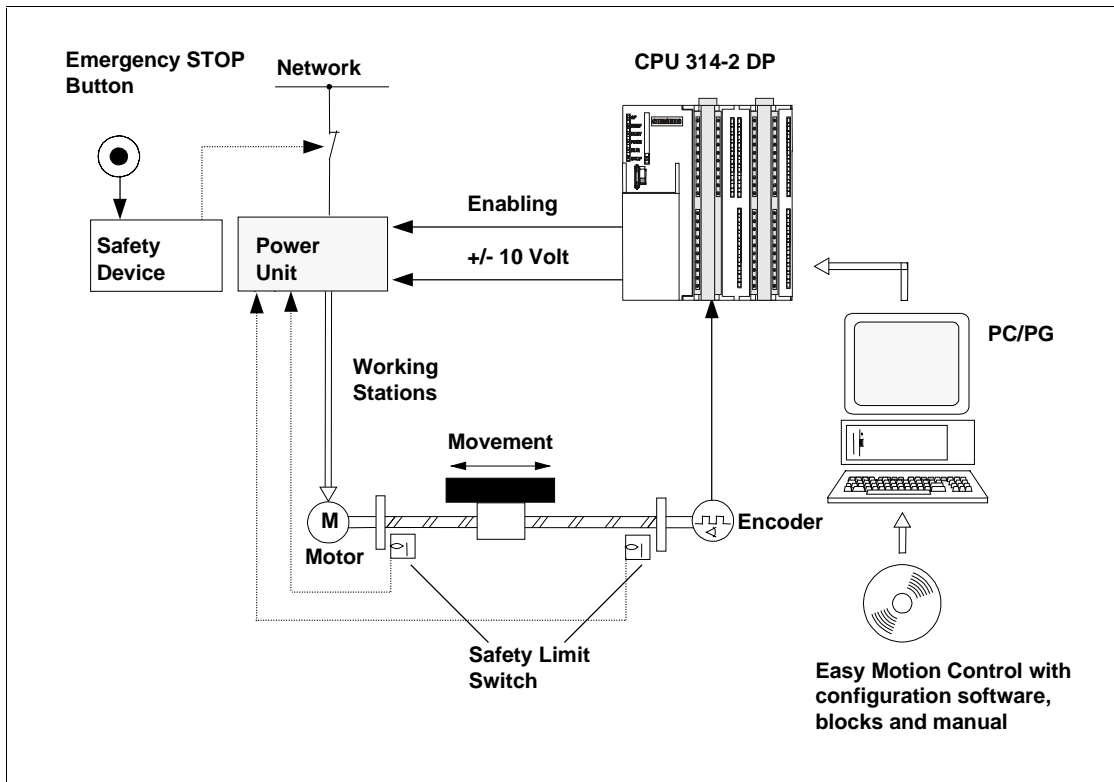 Emergency STOP
Button
Network
CPU 314-2 DP
SIEMENS
Enabling
+/- 10 Volt
Safety
Device
Power
Unit
PC/PG
Working
Stations
Movement
M
Motor
Encoder
Safety Limit
Switch
Easy Motion Control with
configuration software,
blocks and manual